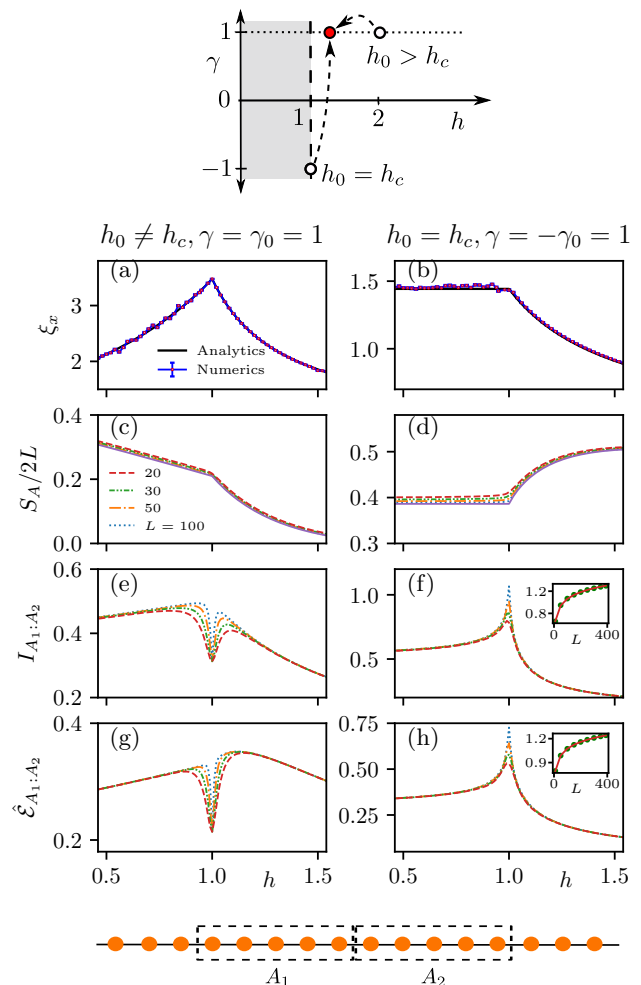 1
γ
h₀ > h_c
0
1
2
h
−1
h₀ = h_c
h₀ ≠ h_c, γ = γ₀ = 1
h₀ = h_c, γ = −γ₀ = 1
(a)
3
ξₓ
2
Analytics
Numerics
(b)
1.5
1.0
(c)
0.4
S_A/2L
0.2
0.0
20
30
50
L = 100
(d)
0.5
0.4
0.3
(e)
0.6
I_{A₁:A₂}
0.4
0.2
(f)
1.0
0.5
1.2
0.8
0
L
400
(g)
0.4
Ê_{A₁:A₂}
0.2
0.5
1.0
h
1.5
(h)
0.75
0.50
0.25
1.2
0.9
0
L
400
0.5
1.0
h
1.5
A₁
A₂